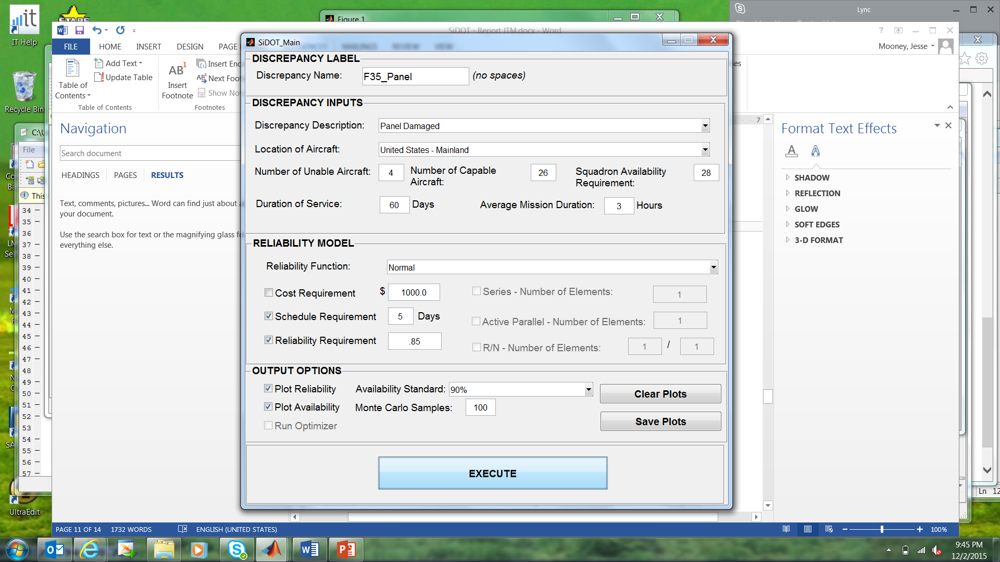 IT Help
Recycle Bin
UltraEdit
Figure 1
Lync
SiDOT - Report JTM.docx - Word
Mooney, Jesse
FILE HOME INSERT DESIGN PAGE
Table of Contents
Add Text
Update Table
Table of Contents
AB1
Insert Footnote
Insert
Next
Show
Footnotes
Navigation
Search document
HEADINGS PAGES RESULTS
Text, comments, pictures... Word can find just about
your document.
Use the search box for text or the magnifying glass
everything else.
File
This
34
35
36
37
38
39
40
41
42
43
44
45
46
47
48
49
50
51
52
53
54
55
56
57
SiDOT_Main
DISCREPANCY LABEL
Discrepancy Name: F35_Panel (no spaces)
DISCREPANCY INPUTS
Discrepancy Description: Panel Damaged
Location of Aircraft: United States - Mainland
Number of Unable Aircraft: 4 Number of Capable Aircraft: 26 Squadron Availability Requirement: 28
Duration of Service: 60 Days Average Mission Duration: 3 Hours
RELIABILITY MODEL
Reliability Function: Normal
Cost Requirement $ 1000.0 Series - Number of Elements: 1
Schedule Requirement 5 Days Active Parallel - Number of Elements: 1
Reliability Requirement .85 R/N - Number of Elements: 1 / 1
OUTPUT OPTIONS
Plot Reliability Availability Standard: 90% Clear Plots
Plot Availability Monte Carlo Samples: 100 Save Plots
Run Optimizer
EXECUTE
7
Format Text Effects
SHADOW
REFLECTION
GLOW
SOFT EDGES
3-D FORMAT
Ln 12
PAGE 11 OF 14 1732 WORDS ENGLISH (UNITED STATES) 100%
9:45 PM
12/2/2015